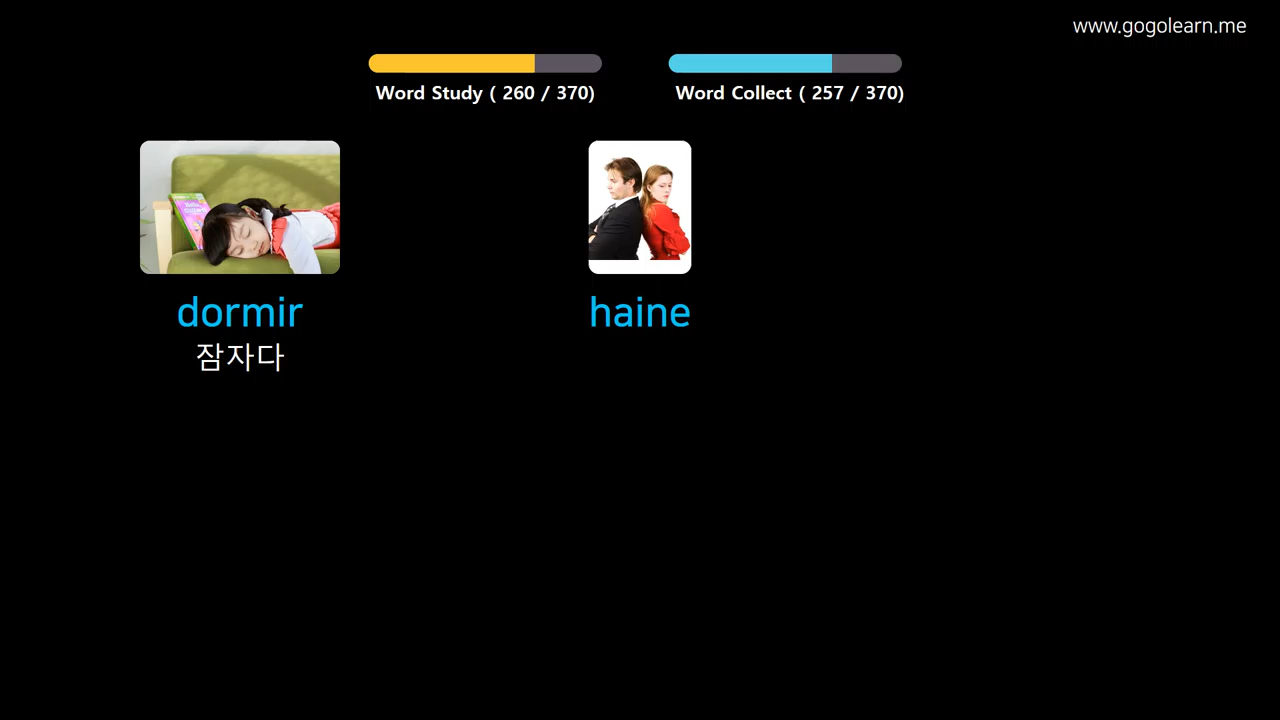 www.gogolearn.me
Word Study ( 260 / 370)
Word Collect ( 257 / 370)
dormir
잠자다
haine